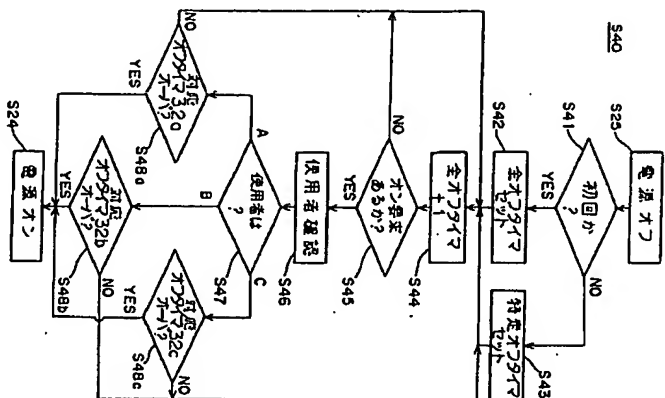 S40
S25
電源オフ
S41
初回か
?
YES
NO
S42
全オフタイマ
セット
S43
特定オフタイマ
セット
S44
全オフタイマ
+1
S45
オン要求
あるか?
NO
YES
S46
使用者確認
S47
使用者は
?
A
B
C
S48a
対応
オフタイマ32a
オーバ?
NO
YES
S48b
対応
オフタイマ32b
オーバ?
NO
YES
S48c
対応
オフタイマ32c
オーバ?
NO
YES
S24
電源オン